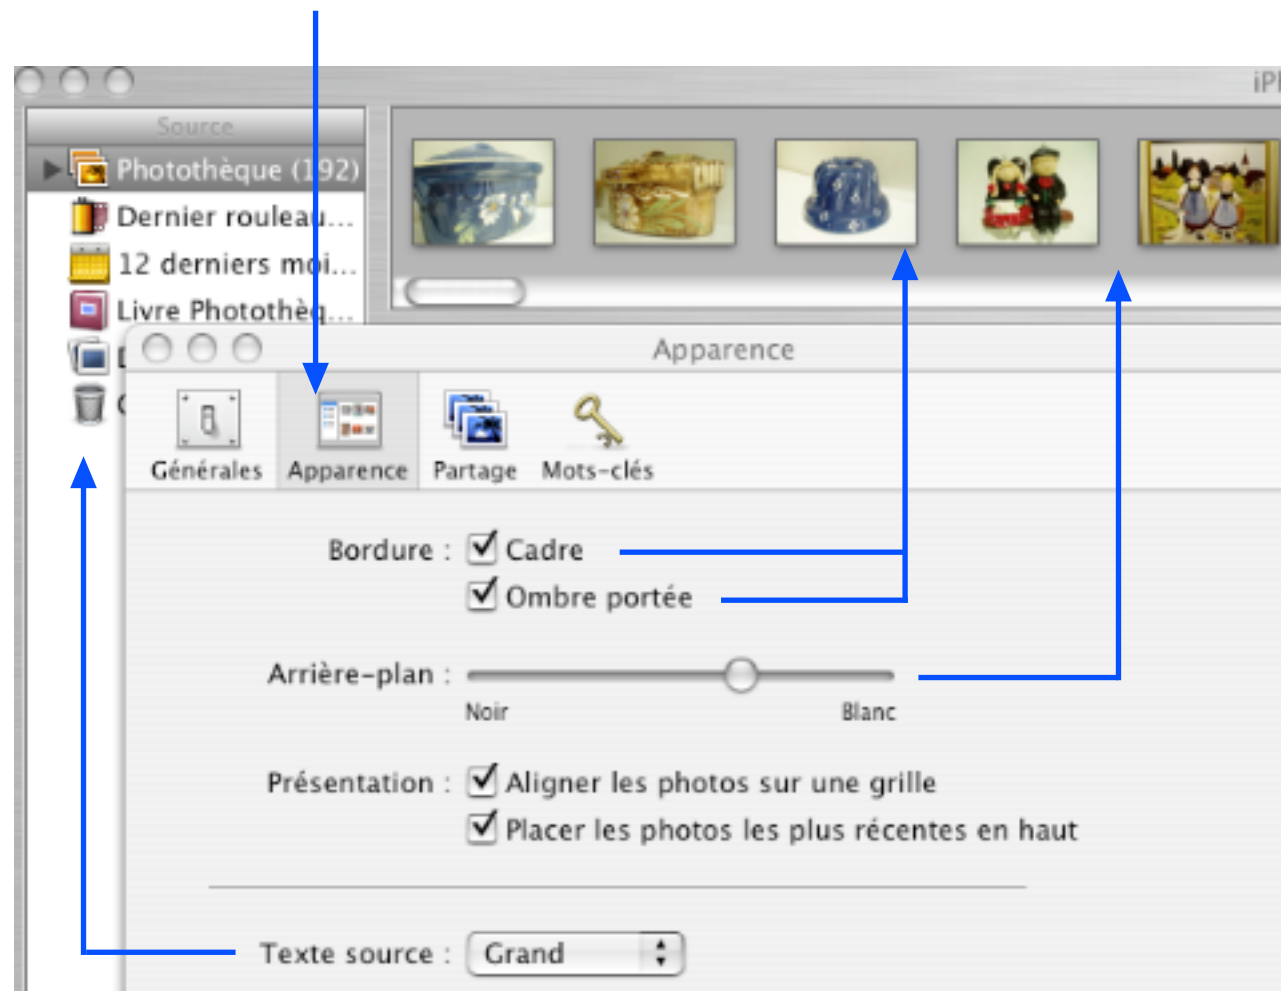 iPh
Source
Photothèque (192)
Dernier rouleau...
12 derniers moi...
Livre Photothèq...
Apparence
Générales Apparence Partage Mots-clés
Bordure : Cadre
Ombre portée
Arrière-plan :
Noir Blanc
Présentation : Aligner les photos sur une grille
Placer les photos les plus récentes en haut
Texte source : Grand